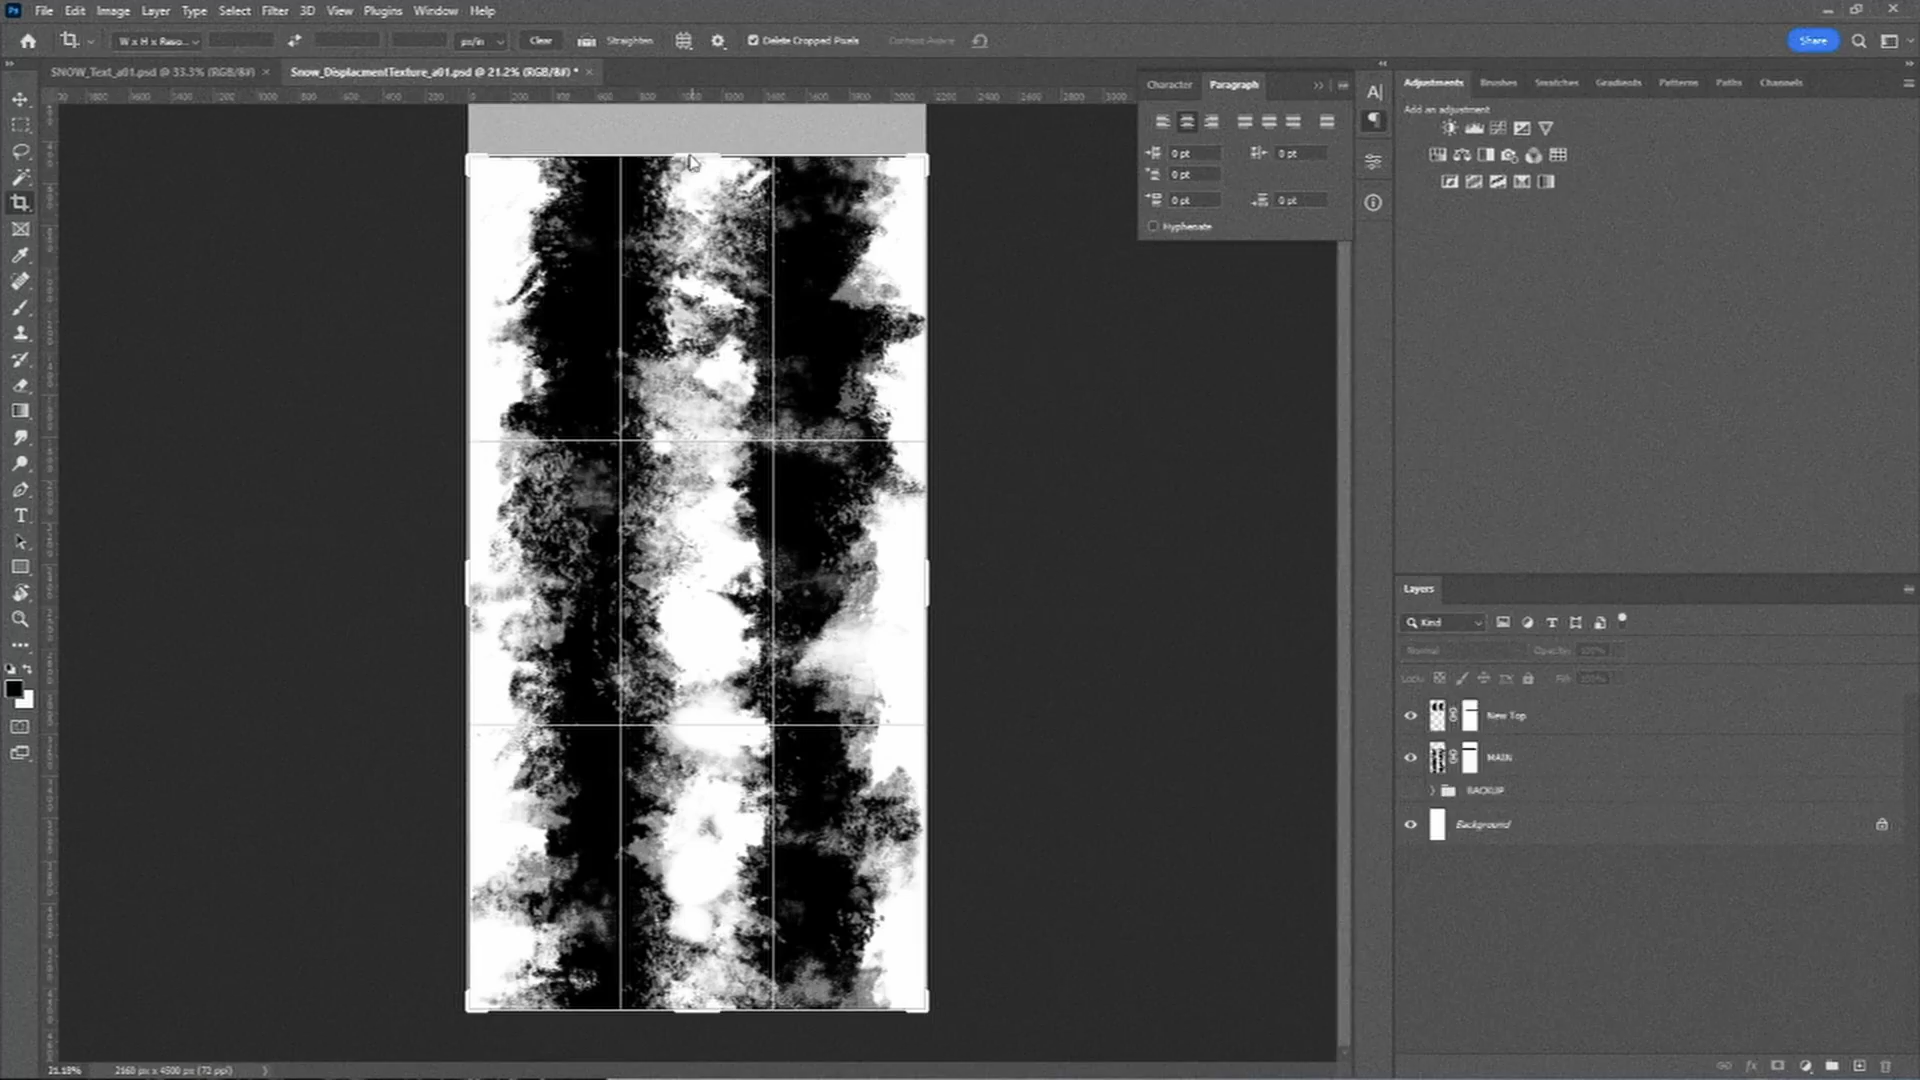 Ps File Edit Image Layer Type Select Filter 3D View Plugins Window Help
W x H x Reso... px/in Clear Straighten Delete Cropped Pixels Content-Aware Share
SNOW_Text_a01.psd @ 33.3% (RGB/8#) × Snow_DisplacmentTexture_a01.psd @ 21.2% (RGB/8#) * ×
Character Paragraph
0 pt 0 pt
0 pt
0 pt 0 pt
Hyphenate
Adjustments Brushes Swatches Gradients Patterns Paths Channels
Add an adjustment
Layers
Kind
Normal Opacity: 100%
Lock: Fill: 100%
New Top
MAIN
BACKUP
Background
21.18% 2160 px x 4500 px (72 ppi)